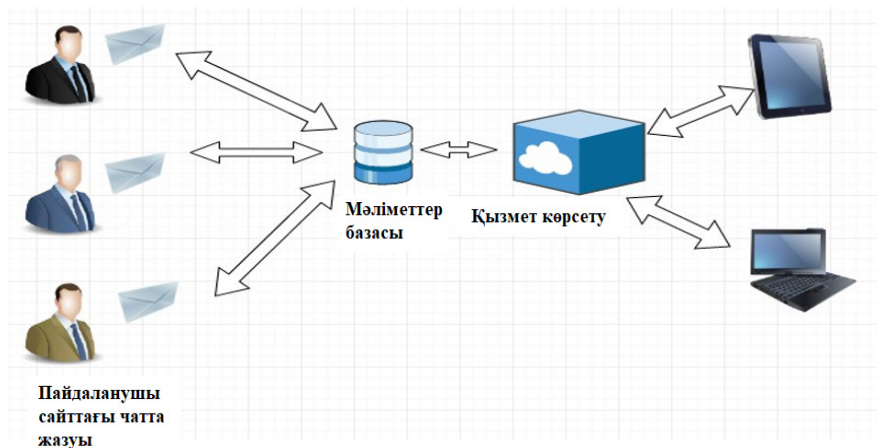 Мәліметтер
базасы
Қызмет көрсету
Пайдаланушы
сайттағы чатта
жазуы